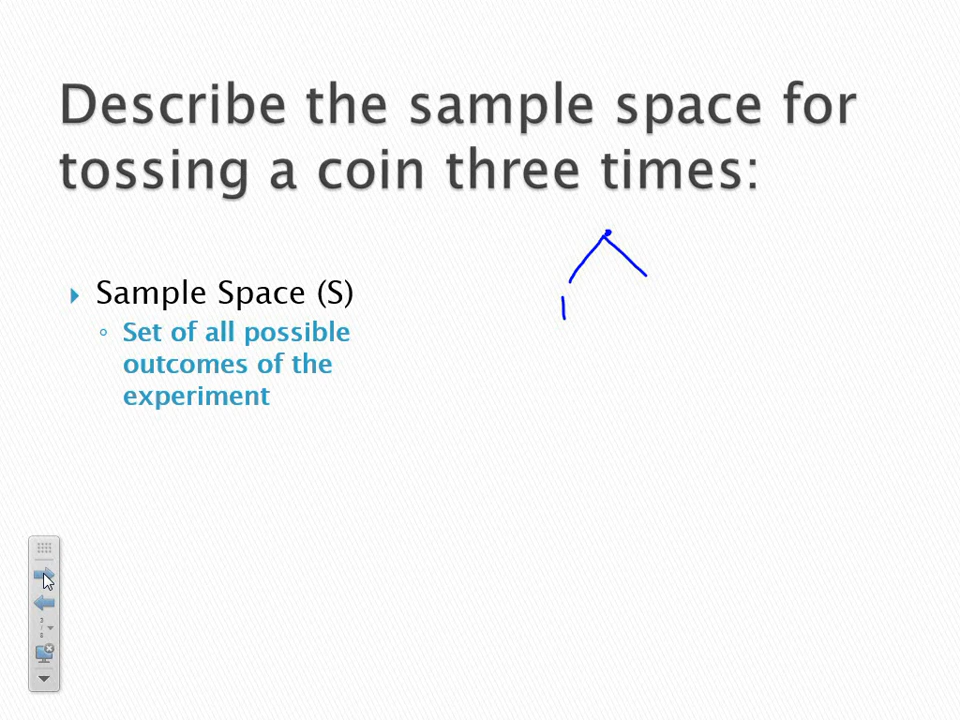 Describe the sample space for
tossing a coin three times:
Sample Space (S)
Set of all possible
outcomes of the
experiment